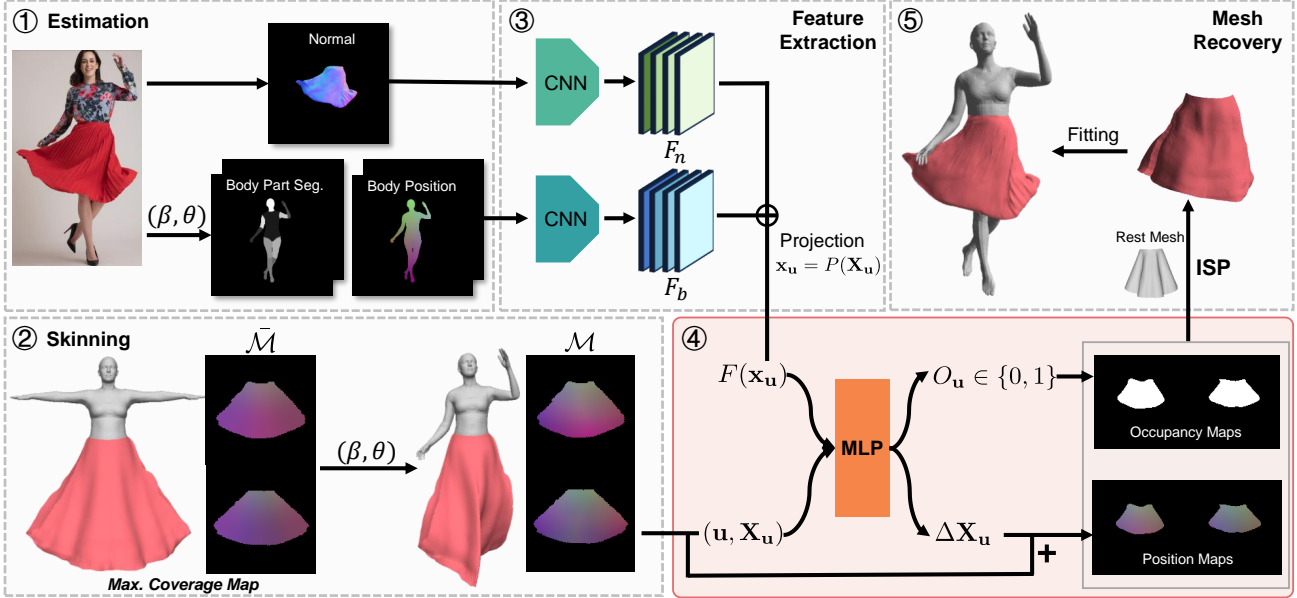 ① Estimation
Normal
(β, θ)
Body Part Seg.
Body Position
③
Feature
Extraction
CNN
F_n
CNN
F_b
Projection
x_u = P(X_u)
⑤
Mesh
Recovery
Fitting
Rest Mesh
ISP
② Skinning
M̄
M
(β, θ)
Max. Coverage Map
④
F(x_u)
MLP
O_u ∈ {0, 1}
(u, X_u)
ΔX_u
+
Occupancy Maps
Position Maps